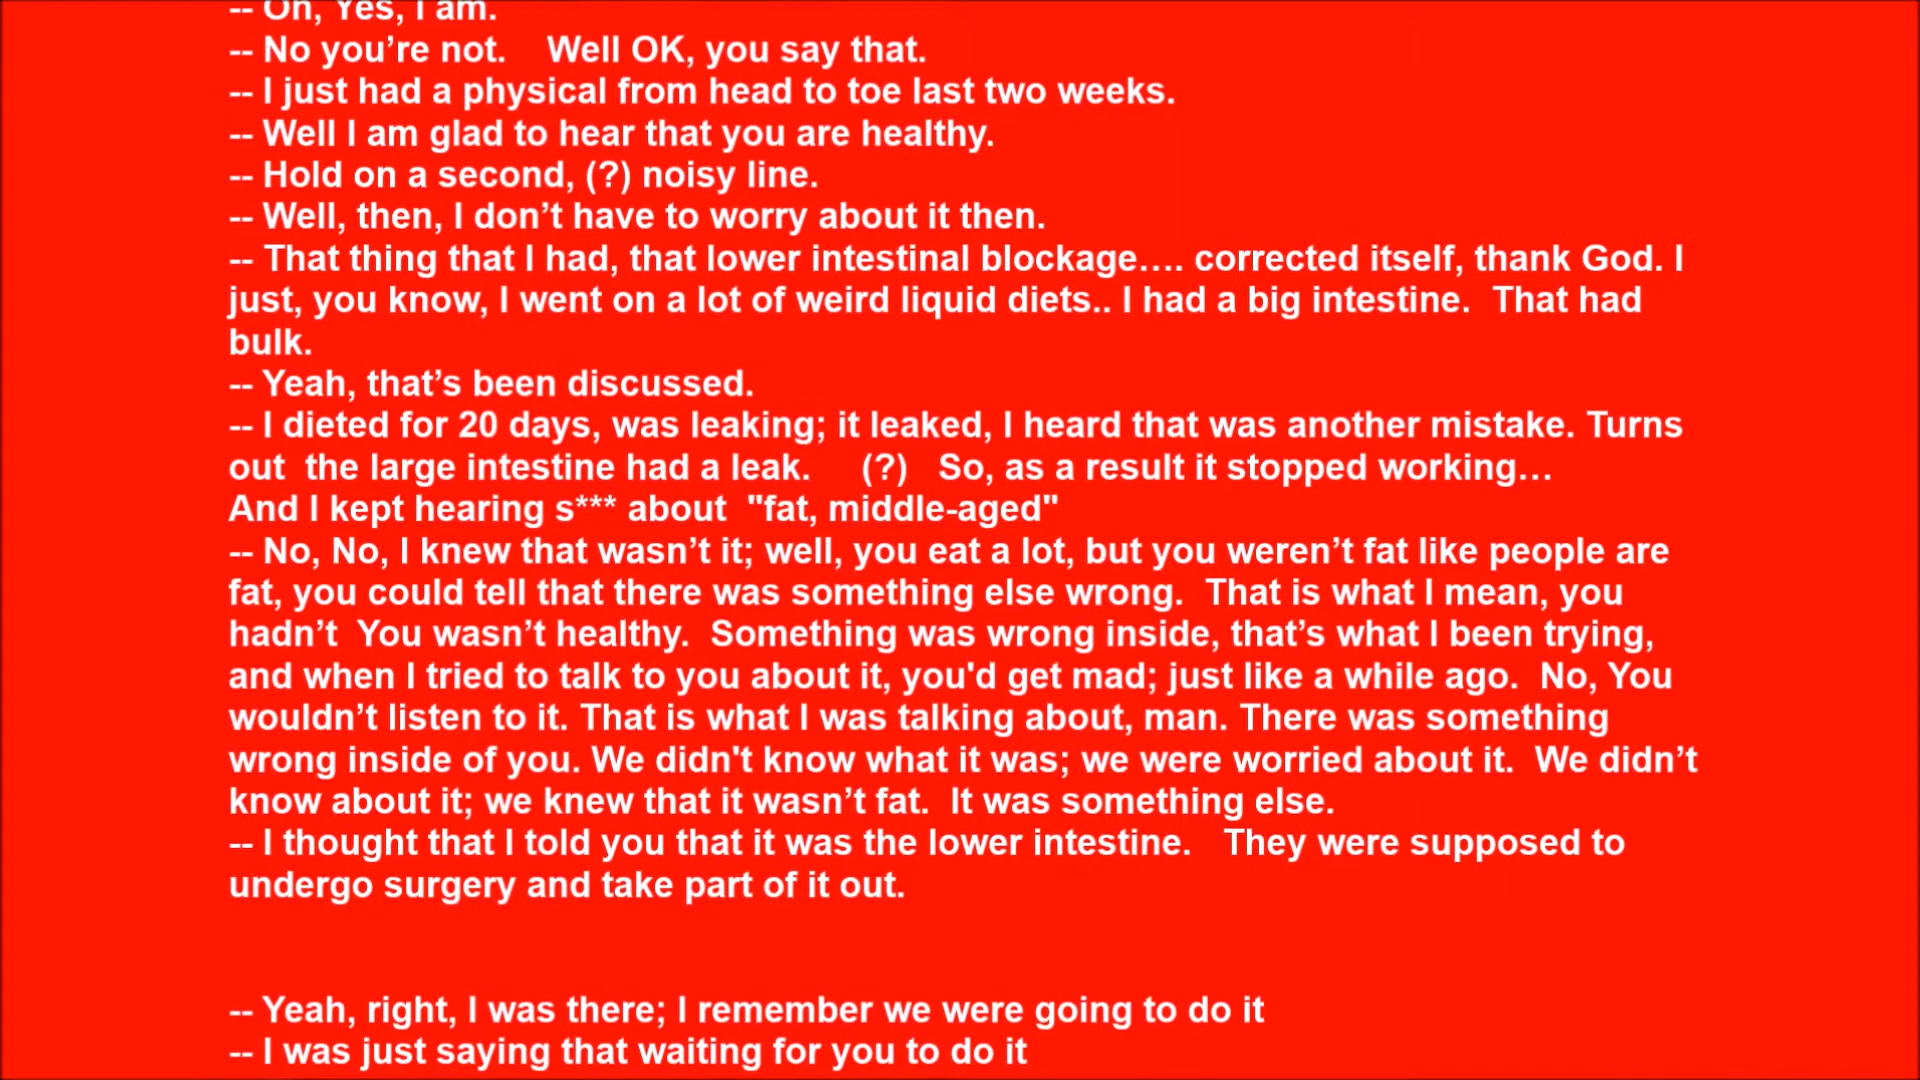 -- Oh, Yes, I am.
-- No you’re not.    Well OK, you say that.
-- I just had a physical from head to toe last two weeks.
-- Well I am glad to hear that you are healthy.
-- Hold on a second, (?) noisy line.
-- Well, then, I don’t have to worry about it then.
-- That thing that I had, that lower intestinal blockage…. corrected itself, thank God. I
just, you know, I went on a lot of weird liquid diets.. I had a big intestine.  That had
bulk.
-- Yeah, that’s been discussed.
-- I dieted for 20 days, was leaking; it leaked, I heard that was another mistake. Turns
out  the large intestine had a leak.     (?)   So, as a result it stopped working…
And I kept hearing s*** about  "fat, middle-aged"
-- No, No, I knew that wasn’t it; well, you eat a lot, but you weren’t fat like people are
fat, you could tell that there was something else wrong.  That is what I mean, you
hadn’t  You wasn’t healthy.  Something was wrong inside, that’s what I been trying,
and when I tried to talk to you about it, you'd get mad; just like a while ago.  No, You
wouldn’t listen to it. That is what I was talking about, man. There was something
wrong inside of you. We didn't know what it was; we were worried about it.  We didn’t
know about it; we knew that it wasn’t fat.  It was something else.
-- I thought that I told you that it was the lower intestine.   They were supposed to
undergo surgery and take part of it out.
-- Yeah, right, I was there; I remember we were going to do it
-- I was just saying that waiting for you to do it